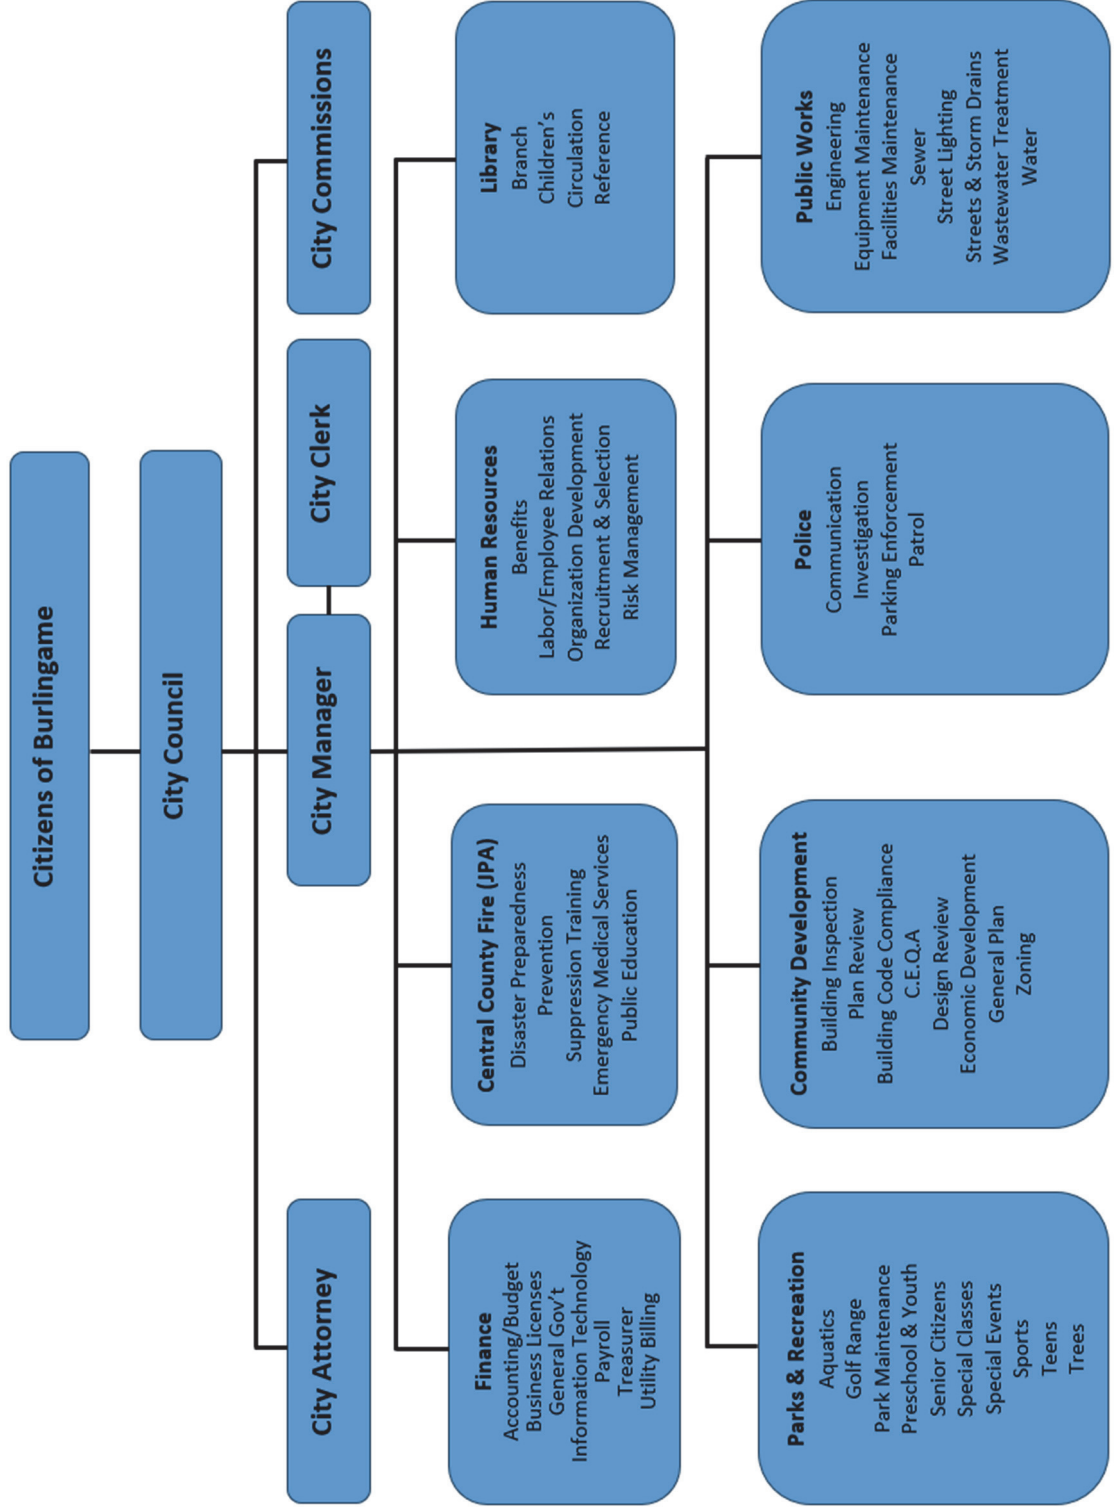 Citizens of Burlingame
City Council
City Attorney
City Manager
City Clerk
City Commissions
Finance
Accounting/Budget
Business Licenses
General Gov't
Information Technology
Payroll
Treasurer
Utility Billing
Central County Fire (JPA)
Disaster Preparedness
Prevention
Suppression Training
Emergency Medical Services
Public Education
Human Resources
Benefits
Labor/Employee Relations
Organization Development
Recruitment & Selection
Risk Management
Library
Branch
Children's
Circulation
Reference
Parks & Recreation
Aquatics
Golf Range
Park Maintenance
Preschool & Youth
Senior Citizens
Special Classes
Special Events
Sports
Teens
Trees
Community Development
Building Inspection
Plan Review
Building Code Compliance
C.E.Q.A
Design Review
Economic Development
General Plan
Zoning
Police
Communication
Investigation
Parking Enforcement
Patrol
Public Works
Engineering
Equipment Maintenance
Facilities Maintenance
Sewer
Street Lighting
Streets & Storm Drains
Wastewater Treatment
Water